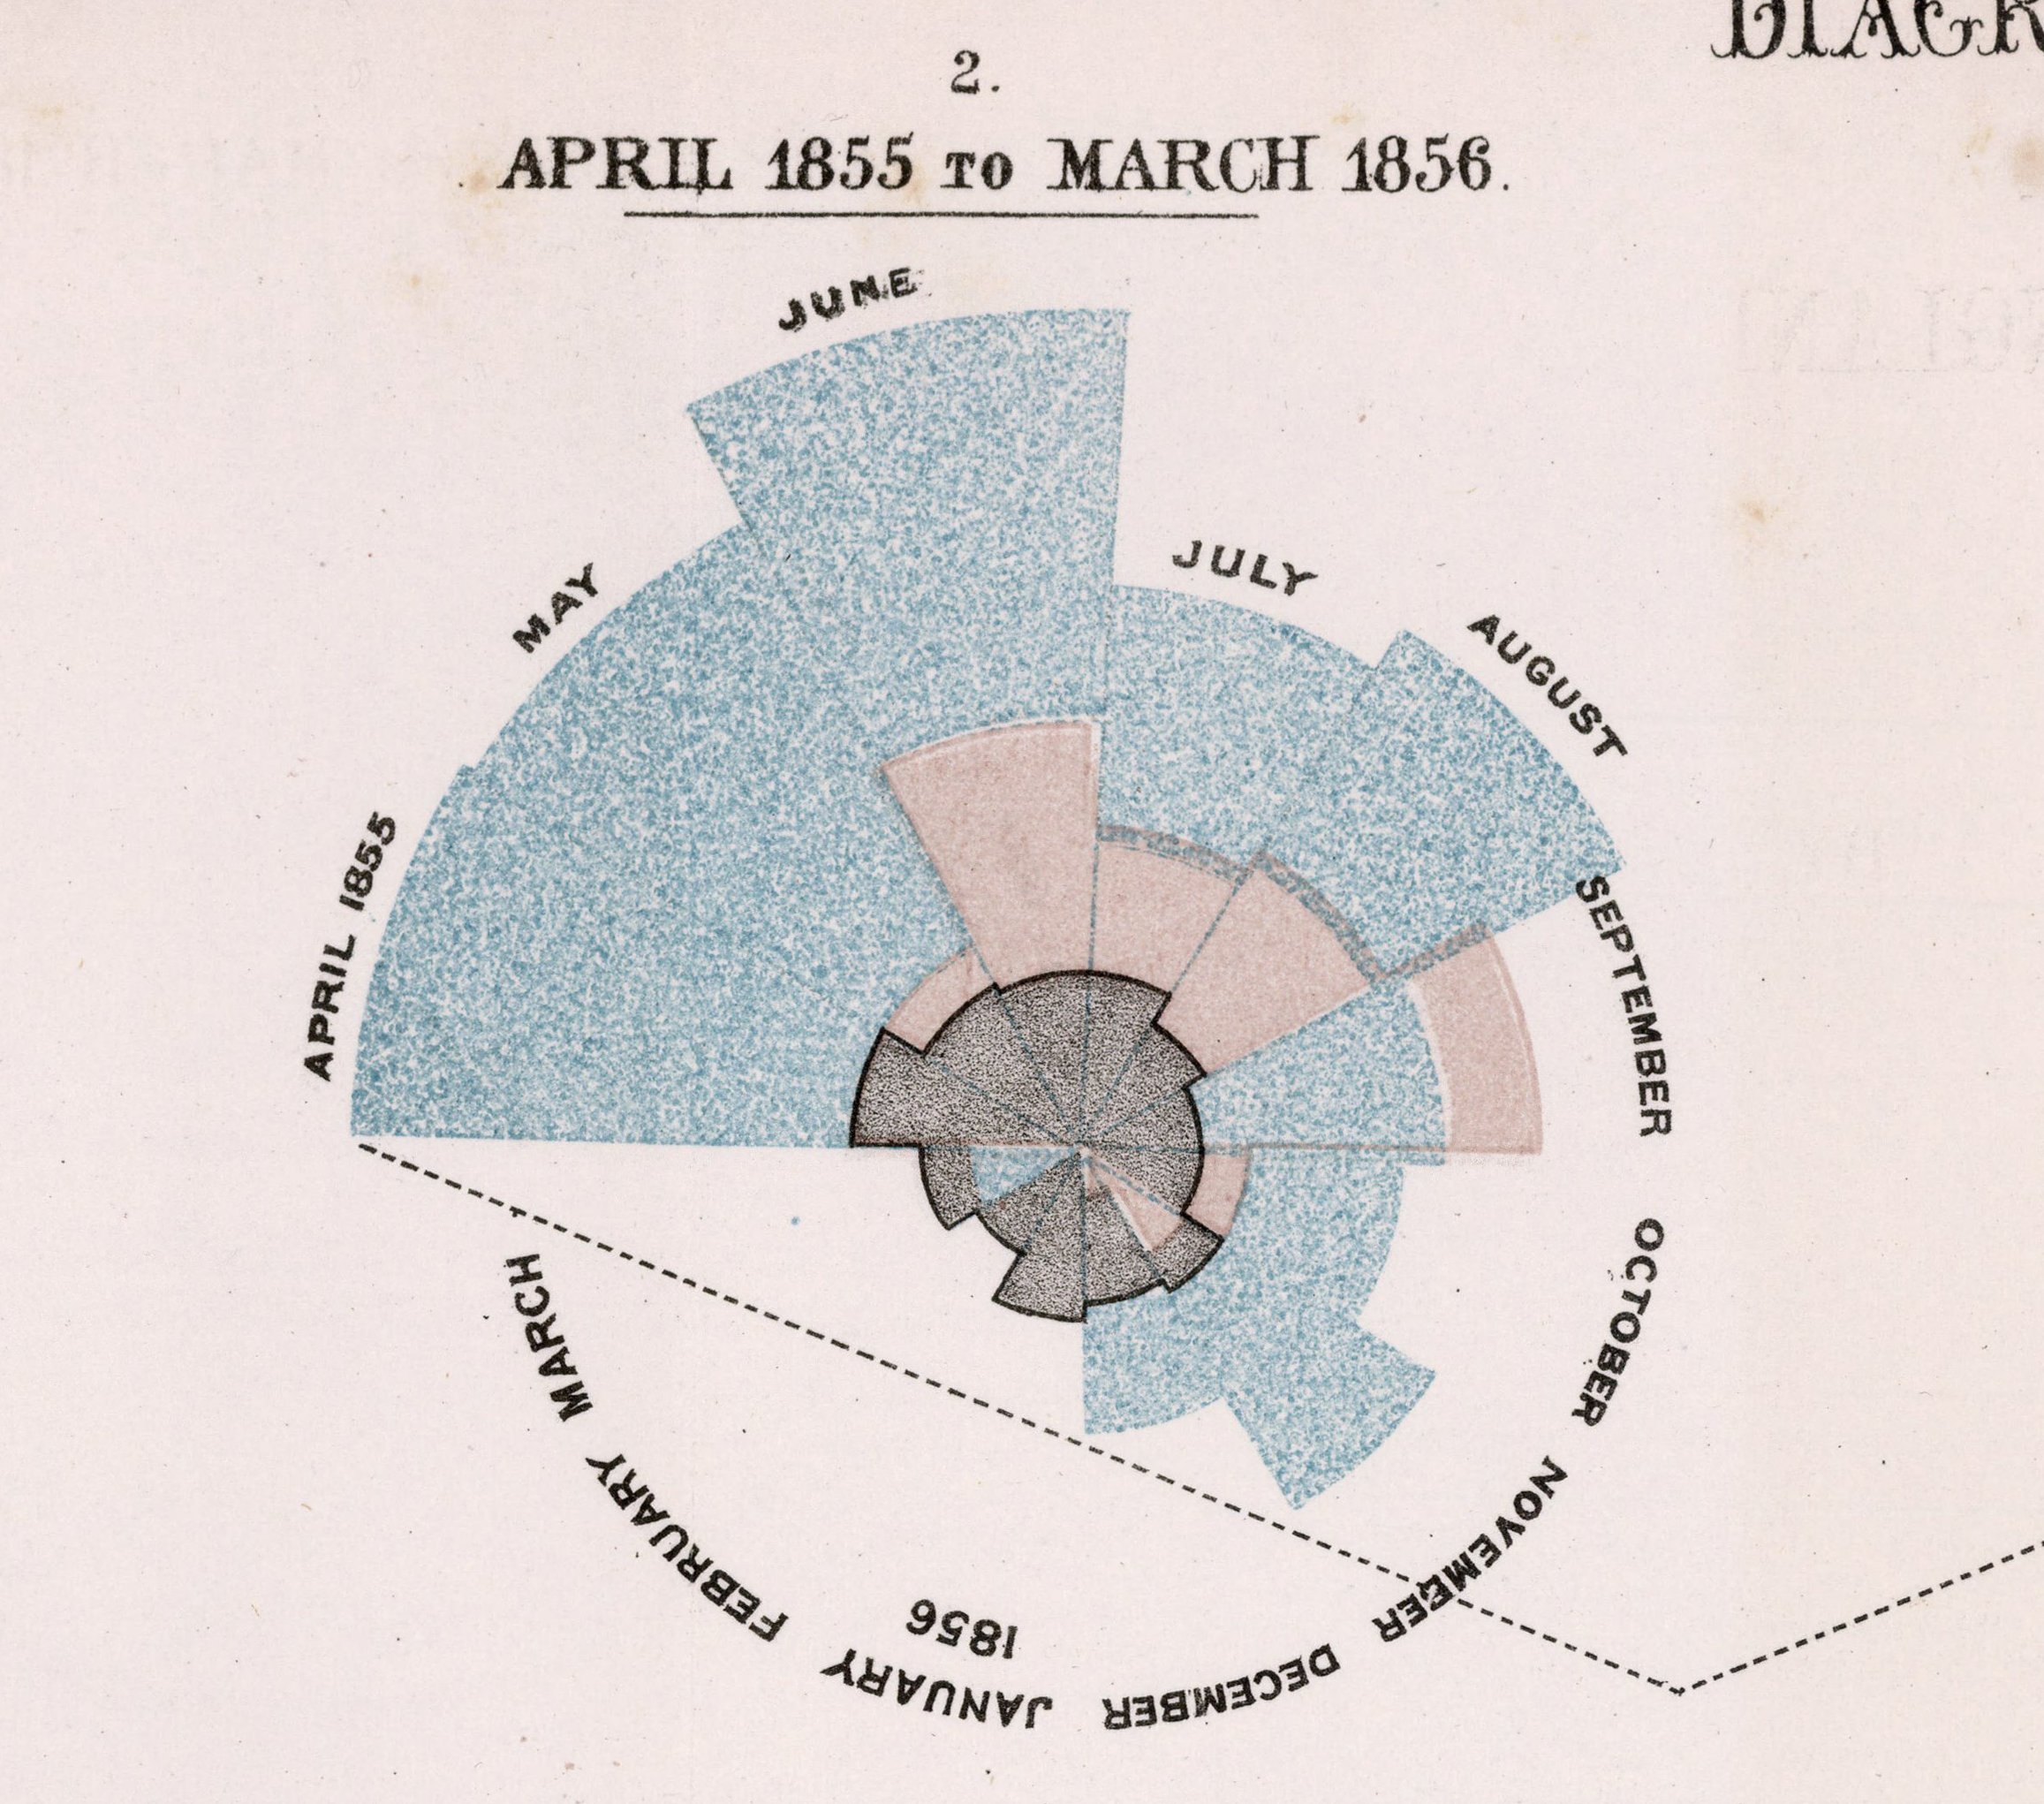 2.
DIAGR
APRIL 1855 TO MARCH 1856.
JUNE
JULY
MAY
AUGUST
APRIL 1855
SEPTEMBER
OCTOBER
MARCH
NOVEMBER
FEBRUARY
1856
JANUARY
DECEMBER